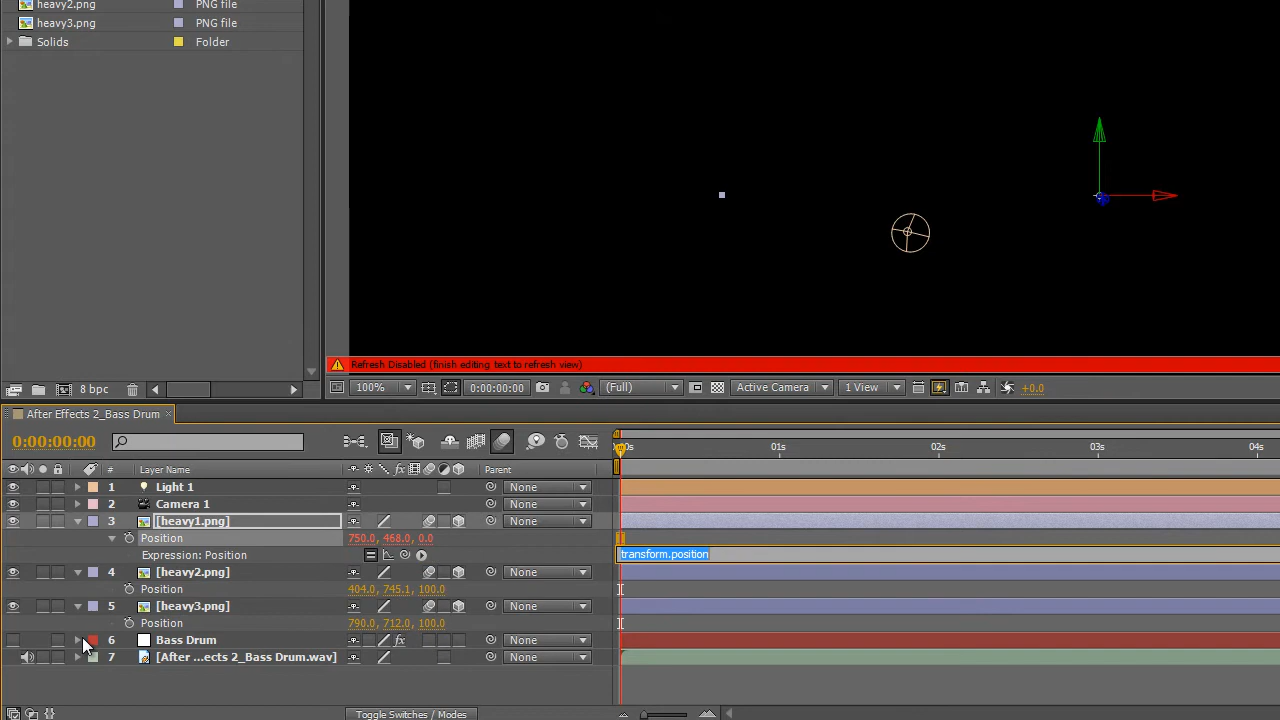 heavy2.png PNG file
heavy3.png PNG file
Solids Folder
Refresh Disabled (finish editing text to refresh view)
8 bpc 100% 0:00:00:00 (Full) Active Camera 1 View +0.0
After Effects 2_Bass Drum ×
0:00:00:00
01s 02s 03s 04s
# Layer Name fx Parent
1 Light 1 None
2 Camera 1 None
3 [heavy1.png] None
Position 750.0, 468.0, 0.0
Expression: Position transform.position
4 [heavy2.png] None
Position 404.0, 745.1, 100.0
5 [heavy3.png] None
Position 790.0, 712.0, 100.0
6 Bass Drum fx None
7 [After ...ects 2_Bass Drum.wav] None
Toggle Switches / Modes